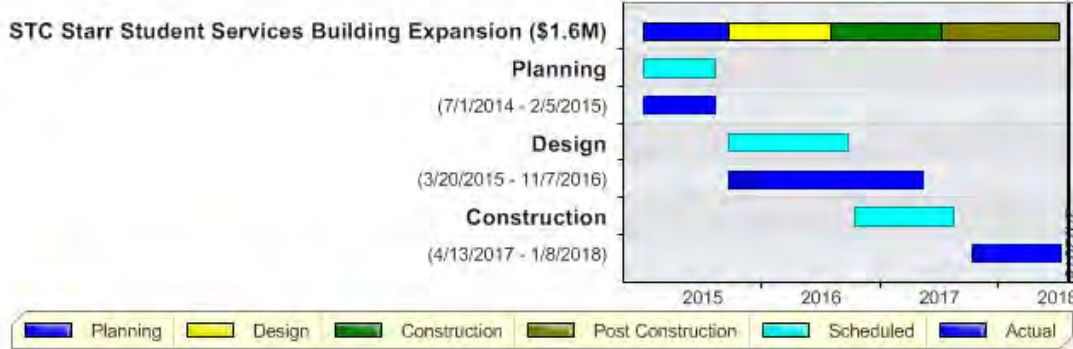 STC Starr Student Services Building Expansion ($1.6M)
Planning
(7/1/2014 - 2/5/2015)
Design
(3/20/2015 - 11/7/2016)
Construction
(4/13/2017 - 1/8/2018)
2015 2016 2017 2018
Planning Design Construction Post Construction Scheduled Actual